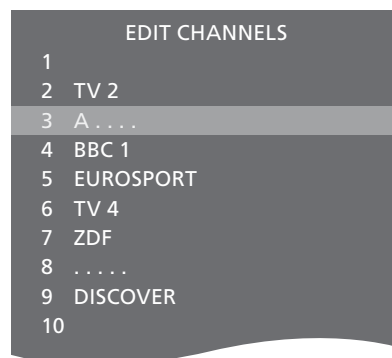 EDIT CHANNELS
1
2 TV 2
3 A . . . .
4 BBC 1
5 EUROSPORT
6 TV 4
7 ZDF
8 . . . . .
9 DISCOVER
10